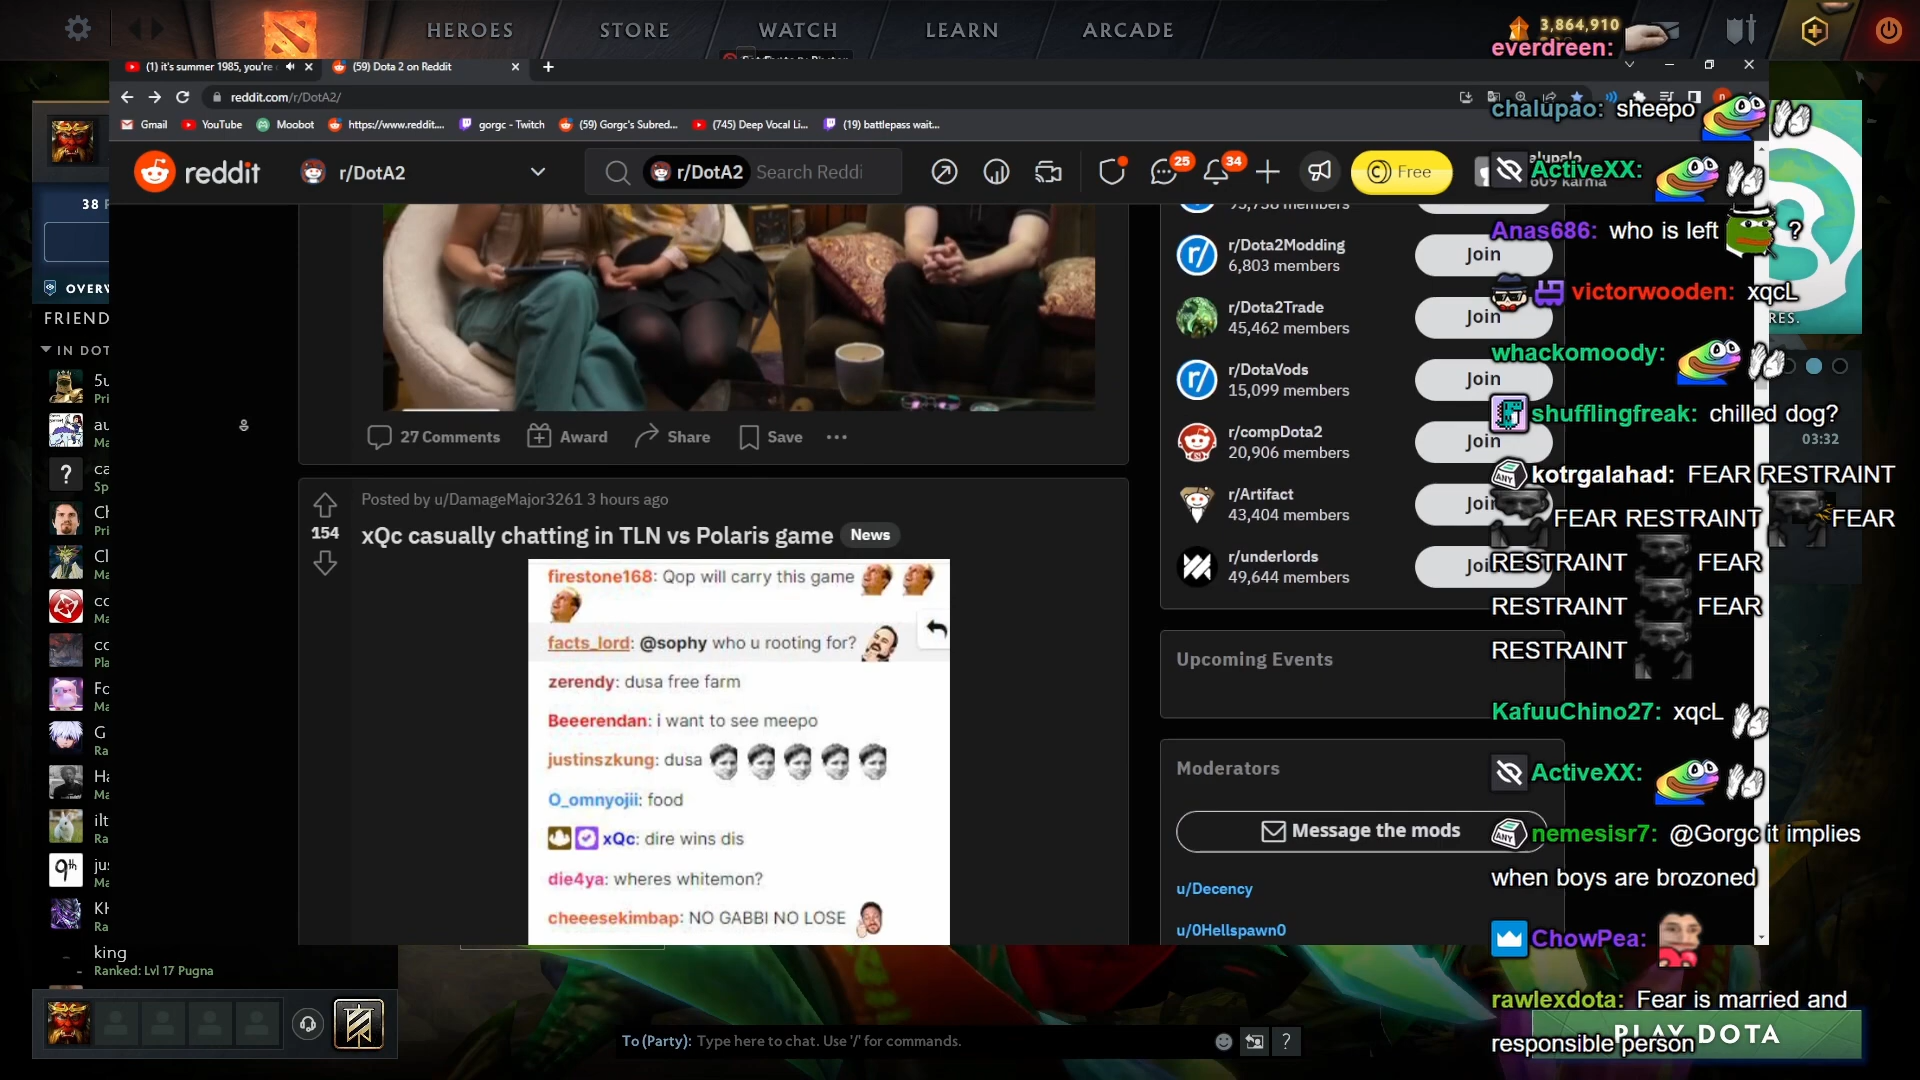 HEROES
STORE
WATCH
LEARN
ARCADE
3,864,910
everdreen:
(1) it's summer 1985, you're
(59) Dota 2 on Reddit
reddit.com/r/DotA2/
Gmail
YouTube
Moobot
https://www.reddit....
gorgc - Twitch
(59) Gorgc's Subred...
(745) Deep Vocal Li...
(19) battlepass wait...
chalupao: sheepo
reddit
r/DotA2
r/DotA2
Search Reddi
25
34
Free
ActiveXX:
38
OVERV
FRIEND
IN DOT
r/Dota2Modding
6,803 members
Join
r/Dota2Trade
45,462 members
Join
r/DotaVods
15,099 members
Join
r/compDota2
20,906 members
Join
r/Artifact
43,404 members
r/underlords
49,644 members
Anas686: who is left ?
victorwooden: xqcL
RES.
whackomoody:
shufflingfreak: chilled dog?
03:32
kotrgalahad: FEAR RESTRAINT
FEAR RESTRAINT FEAR
RESTRAINT FEAR
RESTRAINT FEAR
RESTRAINT
27 Comments
Award
Share
Save
Posted by u/DamageMajor3261 3 hours ago
154
xQc casually chatting in TLN vs Polaris game
News
firestone168: Qop will carry this game
facts_lord: @sophy who u rooting for?
zerendy: dusa free farm
Beeerendan: i want to see meepo
justinszkung: dusa
O_omnyojii: food
xQc: dire wins dis
die4ya: wheres whitemon?
cheeesekimbap: NO GABBI NO LOSE
Upcoming Events
Moderators
Message the mods
u/Decency
u/0Hellspawn0
KafuuChino27: xqcL
ActiveXX:
nemesisr7: @Gorgc it implies
when boys are brozoned
ChowPea:
rawlexdota: Fear is married and
responsible person
PLAY DOTA
5u
Pri
au
Ma
ca
Sp
Ch
Pri
Cl
Ma
cc
Ma
cc
Pla
Fo
Ma
G
Ra
Ha
Ma
ilt
Ra
9th
ju
Ma
Kh
Ra
king
Ranked: Lvl 17 Pugna
To (Party): Type here to chat. Use '/' for commands.